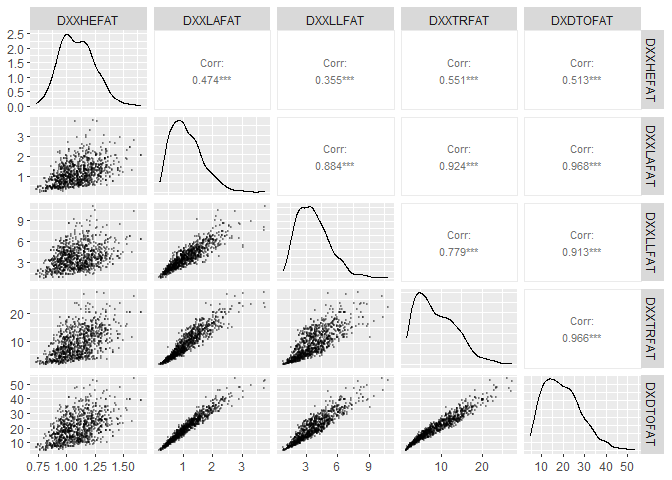 DXXHEFAT DXXLAFAT DXXLLFAT DXXTRFAT DXDTOFAT
2.5
2.0
1.5
1.0
0.5
0.0
Corr:
0.474***
Corr:
0.355***
Corr:
0.551***
Corr:
0.513***
DXXHEFAT
3
2
1
Corr:
0.884***
Corr:
0.924***
Corr:
0.968***
DXXLAFAT
9
6
3
Corr:
0.779***
Corr:
0.913***
DXXLLFAT
20
10
Corr:
0.966***
DXXTRFAT
50
40
30
20
10
DXDTOFAT
0.75 1.00 1.25 1.50 1 2 3 3 6 9 10 20 10 20 30 40 50